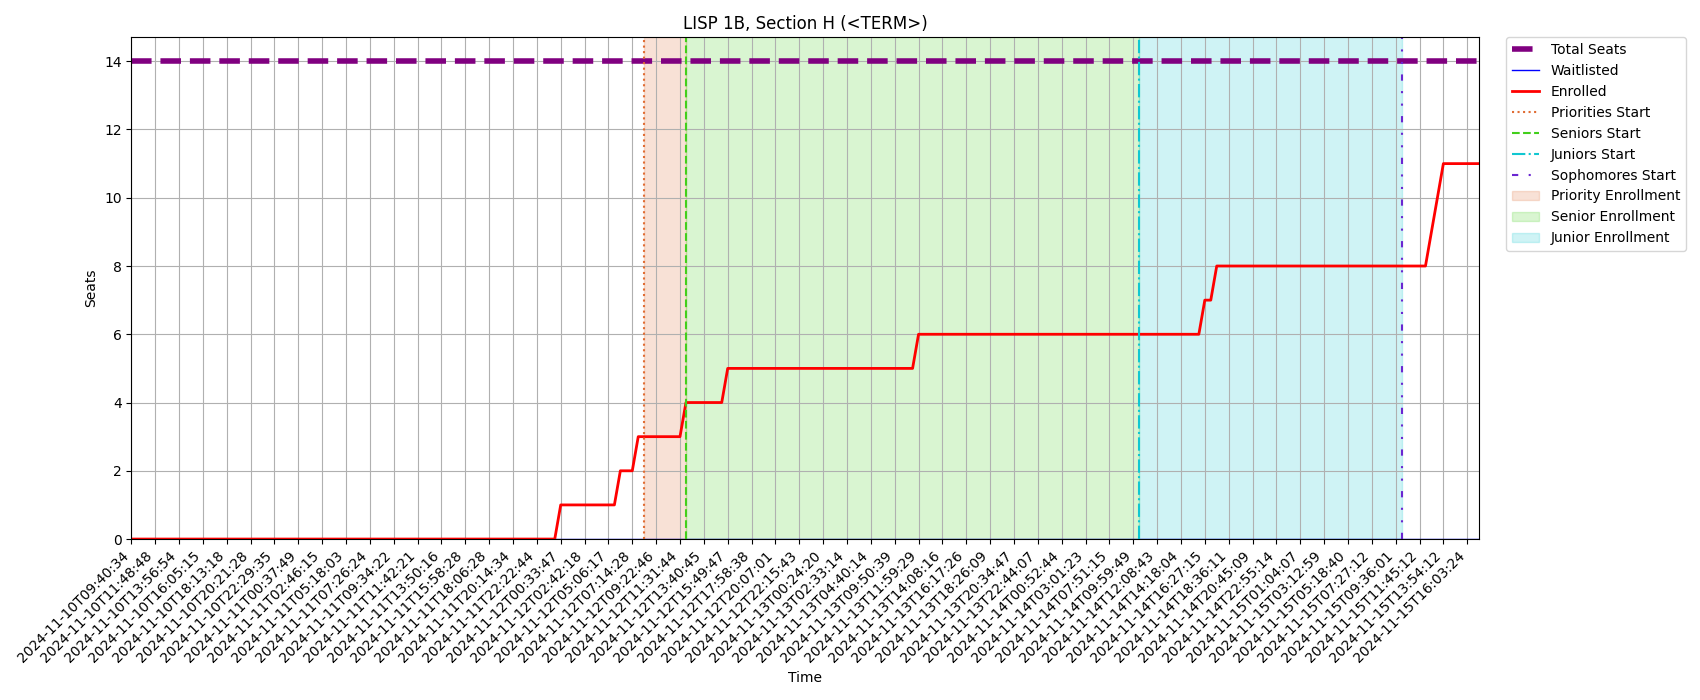 LISP 1B, Section H (<TERM>)
Total Seats
Waitlisted
Enrolled
Priorities Start
Seniors Start
Juniors Start
Sophomores Start
Priority Enrollment
Senior Enrollment
Junior Enrollment
Seats
14
12
10
8
6
4
2
0
2024-11-10T09:40:34
2024-11-10T11:48:48
2024-11-10T13:56:54
2024-11-10T16:05:15
2024-11-10T18:13:18
2024-11-10T20:21:28
2024-11-10T22:29:35
2024-11-11T00:37:49
2024-11-11T02:46:15
2024-11-11T05:18:03
2024-11-11T07:26:24
2024-11-11T09:34:22
2024-11-11T11:42:21
2024-11-11T13:50:16
2024-11-11T15:58:28
2024-11-11T18:06:28
2024-11-11T20:14:34
2024-11-11T22:22:44
2024-11-12T00:33:47
2024-11-12T02:42:18
2024-11-12T05:06:17
2024-11-12T07:14:28
2024-11-12T09:22:46
2024-11-12T11:31:44
2024-11-12T13:40:45
2024-11-12T15:49:47
2024-11-12T17:58:38
2024-11-12T20:07:01
2024-11-12T22:15:43
2024-11-13T00:24:20
2024-11-13T02:33:14
2024-11-13T04:40:14
2024-11-13T09:50:39
2024-11-13T11:59:29
2024-11-13T14:08:16
2024-11-13T16:17:26
2024-11-13T18:26:09
2024-11-13T20:34:47
2024-11-13T22:44:07
2024-11-14T00:52:44
2024-11-14T03:01:23
2024-11-14T07:51:15
2024-11-14T09:59:49
2024-11-14T12:08:43
2024-11-14T14:18:04
2024-11-14T16:27:15
2024-11-14T18:36:11
2024-11-14T20:45:09
2024-11-14T22:55:14
2024-11-15T01:04:07
2024-11-15T03:12:59
2024-11-15T05:18:40
2024-11-15T07:27:12
2024-11-15T09:36:01
2024-11-15T11:45:12
2024-11-15T13:54:12
2024-11-15T16:03:24
Time